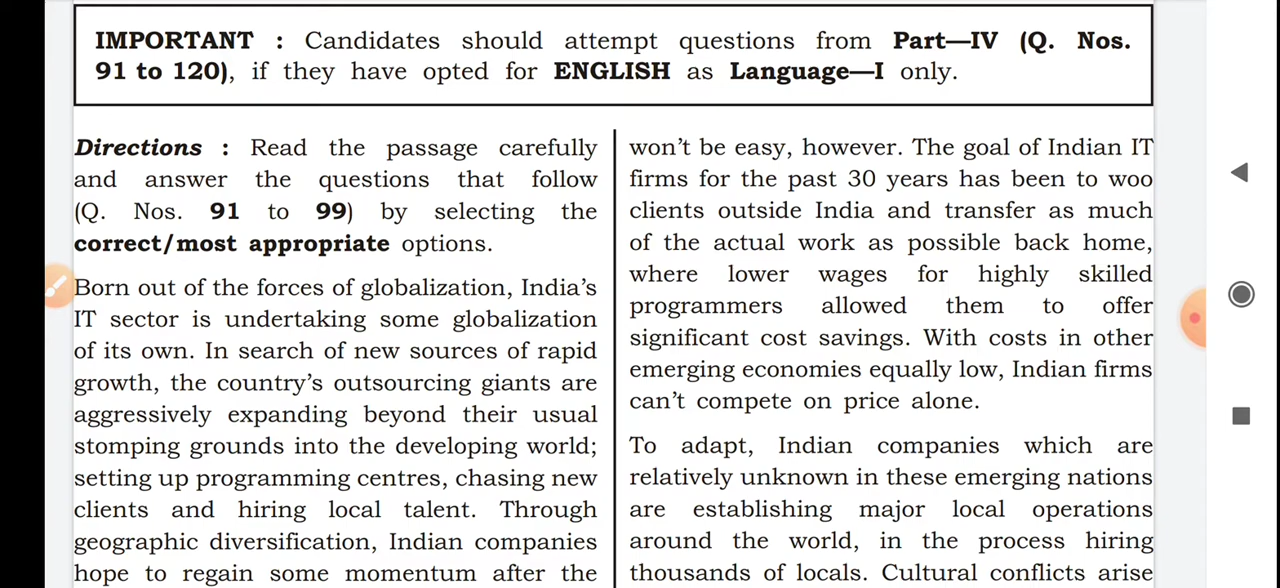 IMPORTANT : Candidates should attempt questions from Part—IV (Q. Nos.
91 to 120), if they have opted for ENGLISH as Language—I only.
Directions : Read the passage carefully
and answer the questions that follow
(Q. Nos. 91 to 99) by selecting the
correct/most appropriate options.
Born out of the forces of globalization, India's
IT sector is undertaking some globalization
of its own. In search of new sources of rapid
growth, the country's outsourcing giants are
aggressively expanding beyond their usual
stomping grounds into the developing world;
setting up programming centres, chasing new
clients and hiring local talent. Through
geographic diversification, Indian companies
hope to regain some momentum after the
won't be easy, however. The goal of Indian IT
firms for the past 30 years has been to woo
clients outside India and transfer as much
of the actual work as possible back home,
where lower wages for highly skilled
programmers allowed them to offer
significant cost savings. With costs in other
emerging economies equally low, Indian firms
can't compete on price alone.
To adapt, Indian companies which are
relatively unknown in these emerging nations
are establishing major local operations
around the world, in the process hiring
thousands of locals. Cultural conflicts arise